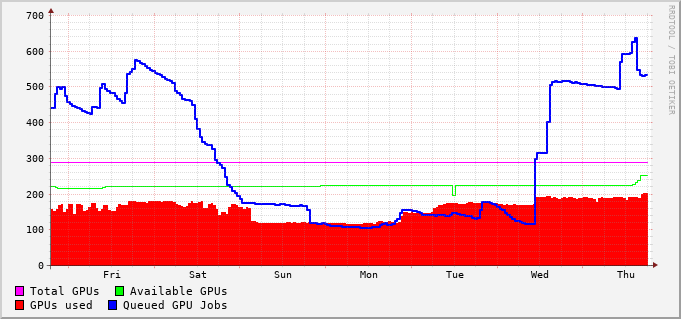 700
600
500
400
300
200
100
0
Fri Sat Sun Mon Tue Wed Thu
Total GPUs Available GPUs
GPUs used Queued GPU Jobs
RRDTOOL / TOBI OETIKER